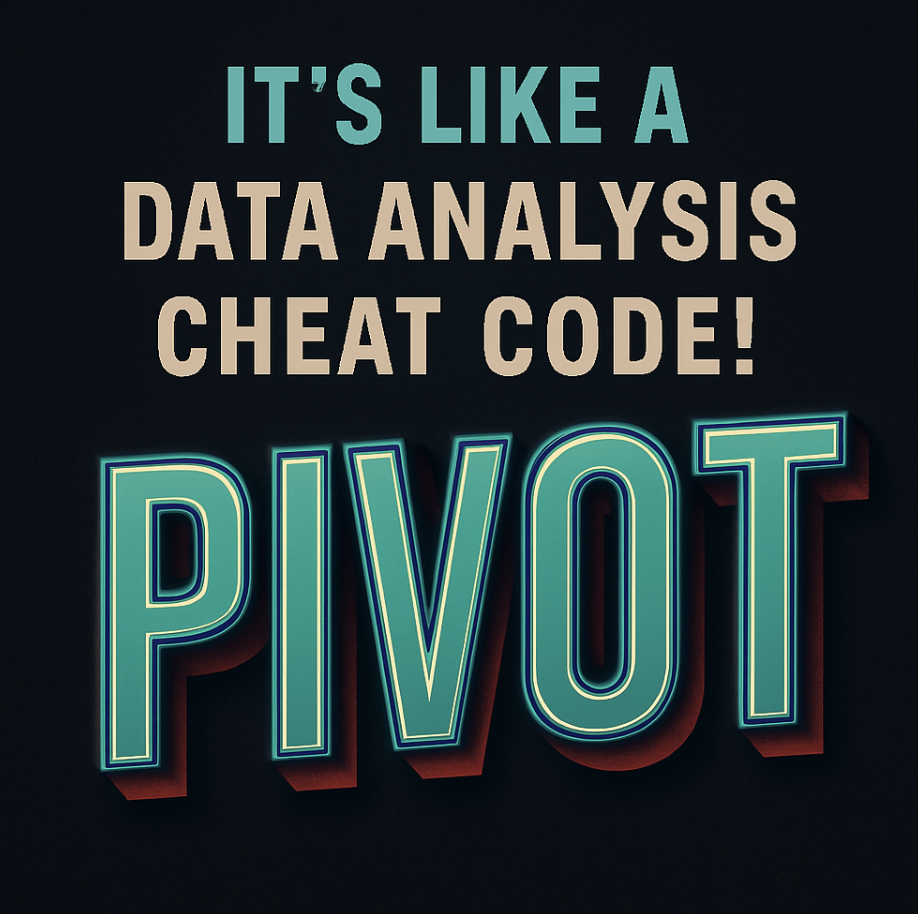 IT’S LIKE A
DATA ANALYSIS
CHEAT CODE!
PIVOT